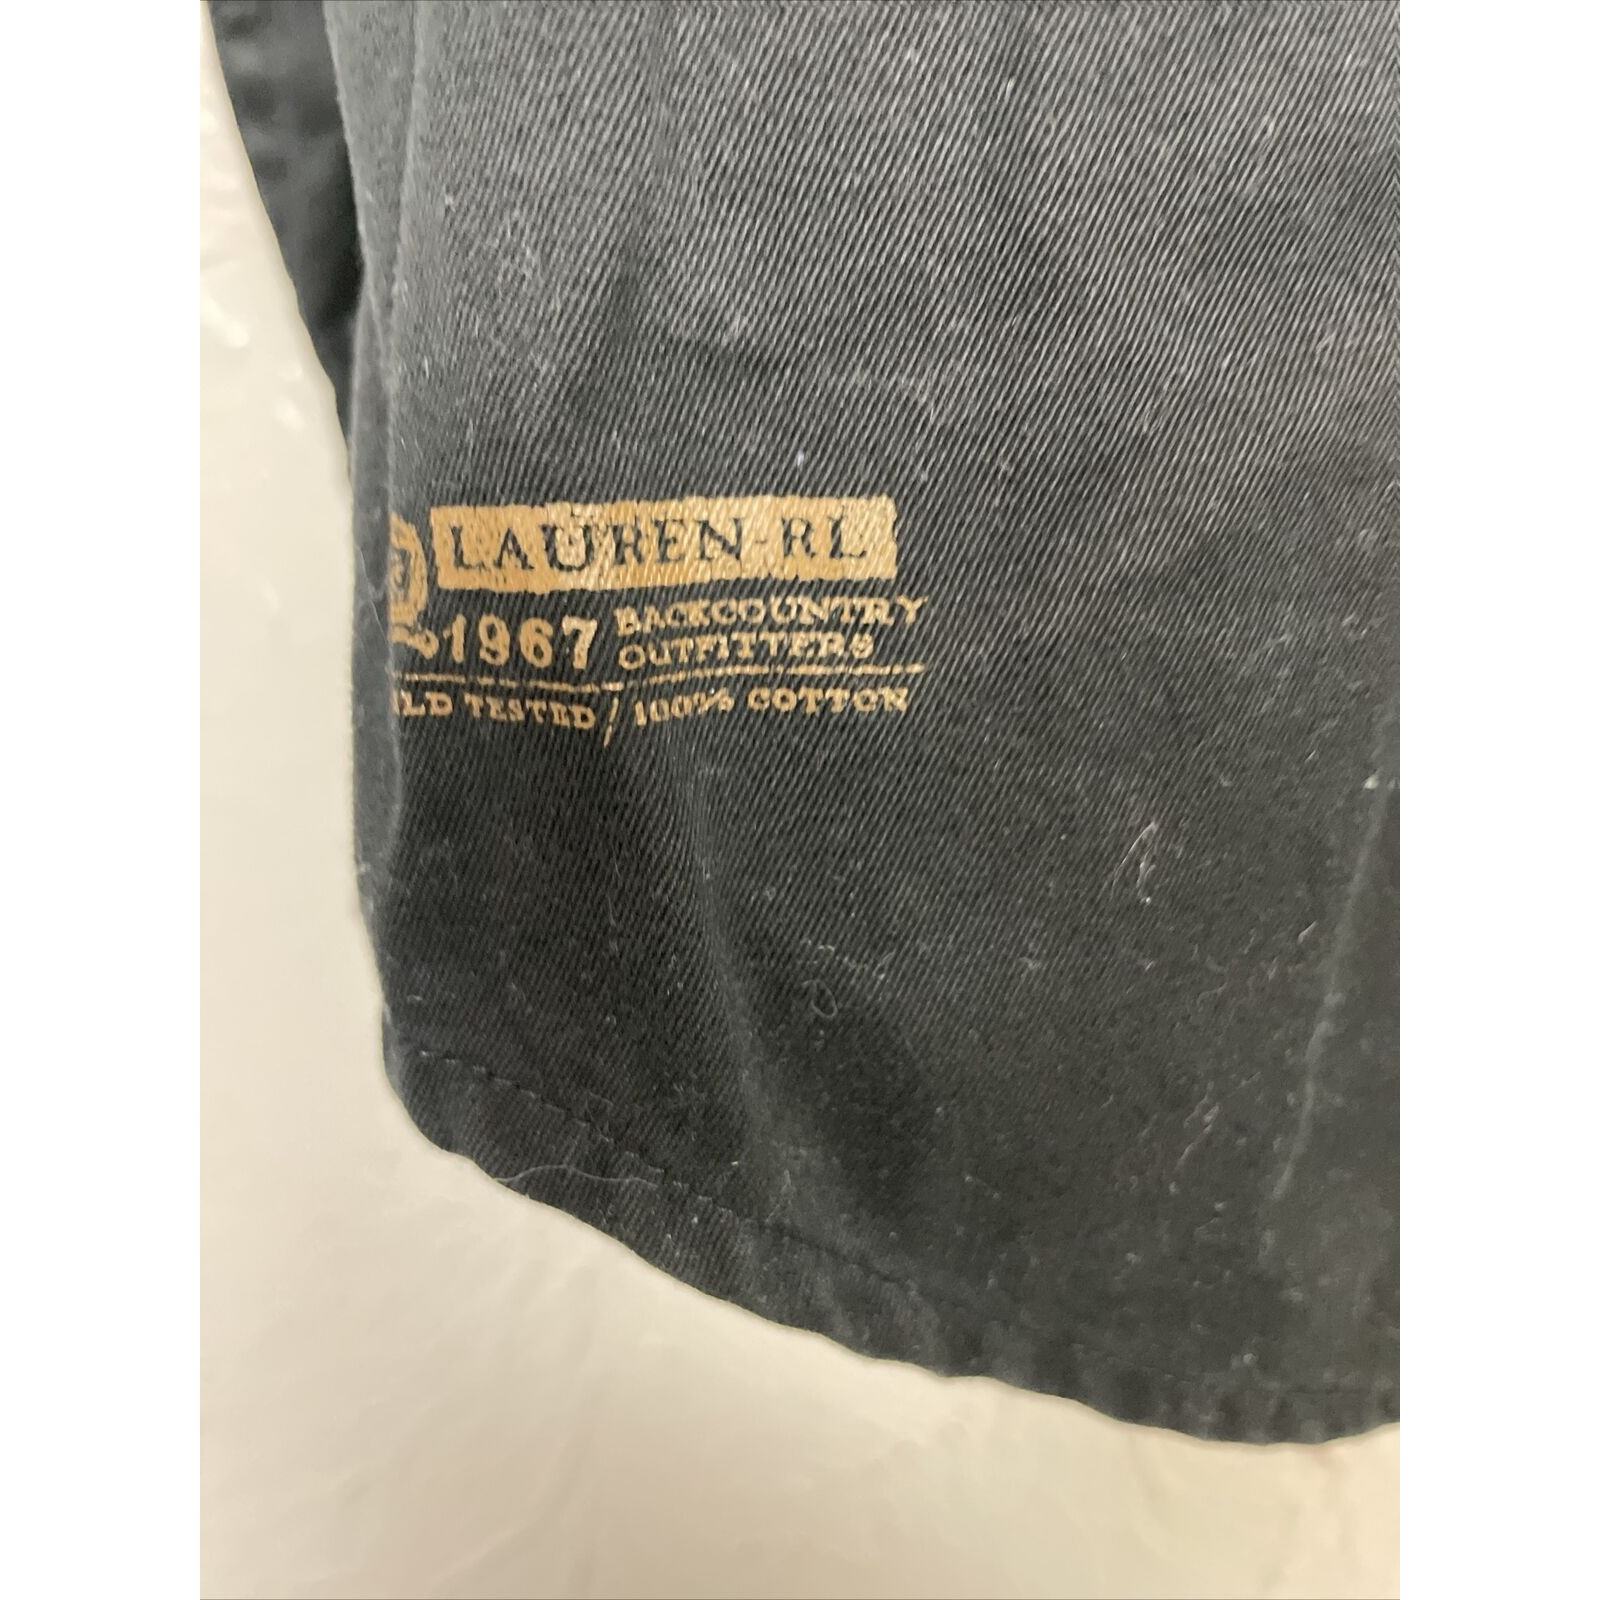 LAUREN-RL
1967 BACKCOUNTRY
OUTFITTERS
LD TESTED / 100% COTTON